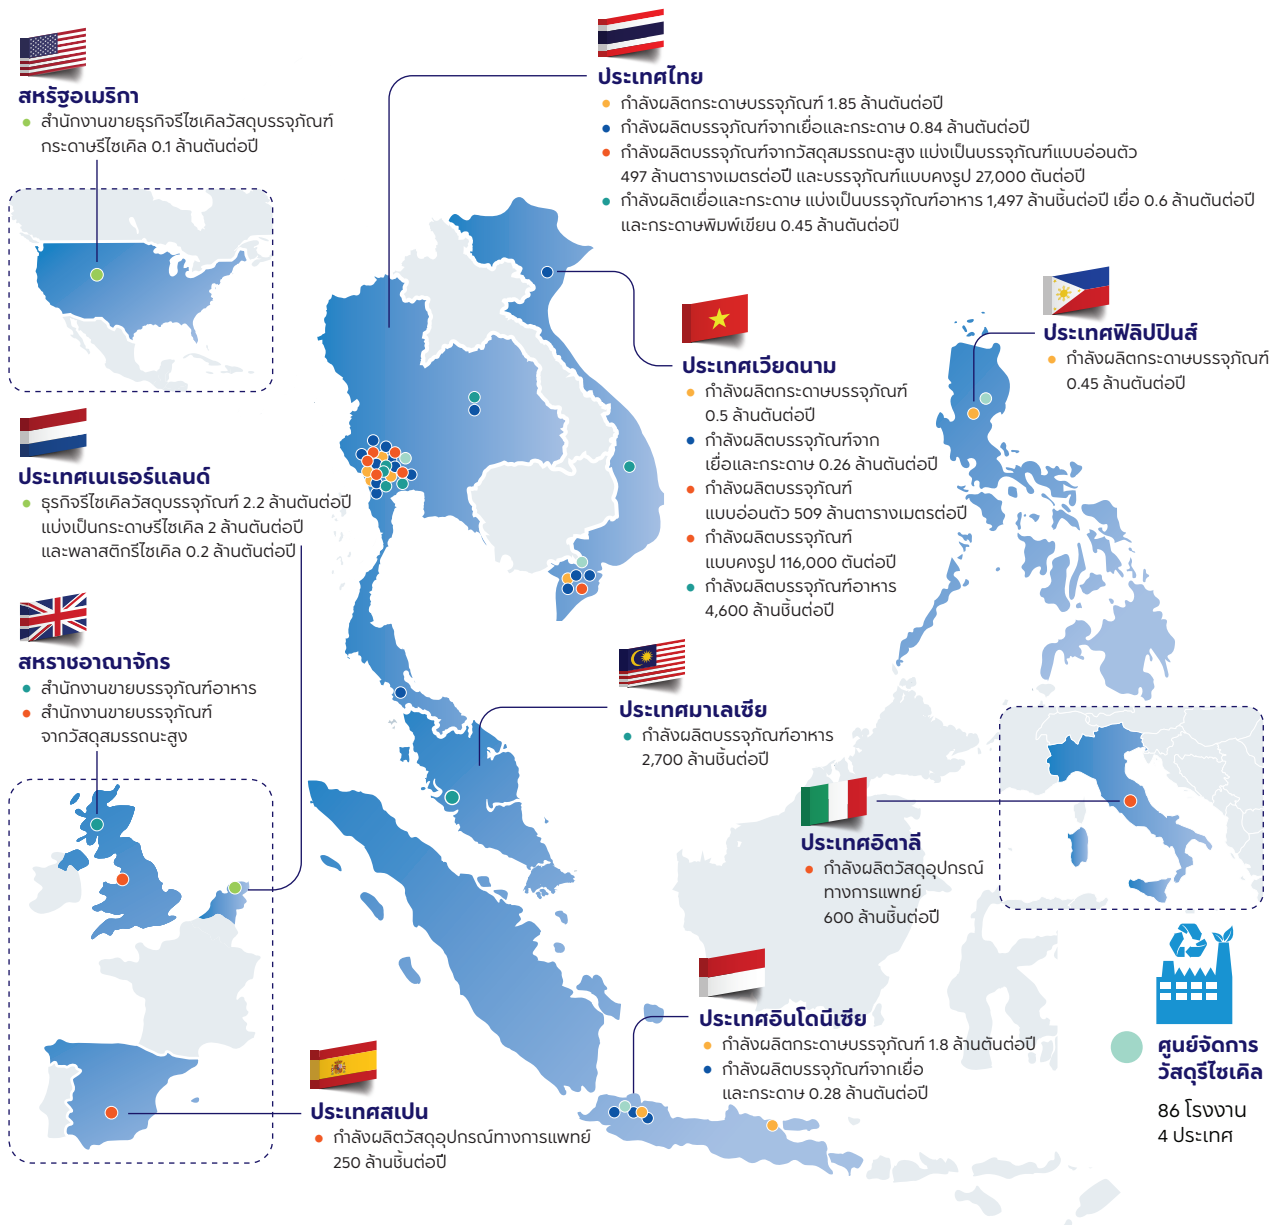 สหรัฐอเมริกา
สำนักงานขายธุรกิจรีไซเคิลวัสดุบรรจุภัณฑ์
กระดาษรีไซเคิล 0.1 ล้านตันต่อปี
ประเทศไทย
กำลังผลิตกระดาษบรรจุภัณฑ์ 1.85 ล้านตันต่อปี
กำลังผลิตบรรจุภัณฑ์จากเยื่อและกระดาษ 0.84 ล้านตันต่อปี
กำลังผลิตบรรจุภัณฑ์จากวัสดุสมรรถนะสูง แบ่งเป็นบรรจุภัณฑ์แบบอ่อนตัว
497 ล้านตารางเมตรต่อปี และบรรจุภัณฑ์แบบคงรูป 27,000 ตันต่อปี
กำลังผลิตเยื่อและกระดาษ แบ่งเป็นบรรจุภัณฑ์อาหาร 1,497 ล้านชิ้นต่อปี เยื่อ 0.6 ล้านตันต่อปี
และกระดาษพิมพ์เขียน 0.45 ล้านตันต่อปี
ประเทศเวียดนาม
กำลังผลิตกระดาษบรรจุภัณฑ์
0.5 ล้านตันต่อปี
กำลังผลิตบรรจุภัณฑ์จาก
เยื่อและกระดาษ 0.26 ล้านตันต่อปี
กำลังผลิตบรรจุภัณฑ์
แบบอ่อนตัว 509 ล้านตารางเมตรต่อปี
กำลังผลิตบรรจุภัณฑ์
แบบคงรูป 116,000 ตันต่อปี
กำลังผลิตบรรจุภัณฑ์อาหาร
4,600 ล้านชิ้นต่อปี
ประเทศฟิลิปปินส์
กำลังผลิตกระดาษบรรจุภัณฑ์
0.45 ล้านตันต่อปี
ประเทศเนเธอร์แลนด์
ธุรกิจรีไซเคิลวัสดุบรรจุภัณฑ์ 2.2 ล้านตันต่อปี
แบ่งเป็นกระดาษรีไซเคิล 2 ล้านตันต่อปี
และพลาสติกรีไซเคิล 0.2 ล้านตันต่อปี
สหราชอาณาจักร
สำนักงานขายบรรจุภัณฑ์อาหาร
สำนักงานขายบรรจุภัณฑ์
จากวัสดุสมรรถนะสูง
ประเทศมาเลเซีย
กำลังผลิตบรรจุภัณฑ์อาหาร
2,700 ล้านชิ้นต่อปี
ประเทศอิตาลี
กำลังผลิตวัสดุอุปกรณ์
ทางการแพทย์
600 ล้านชิ้นต่อปี
ประเทศอินโดนีเซีย
กำลังผลิตกระดาษบรรจุภัณฑ์ 1.8 ล้านตันต่อปี
กำลังผลิตบรรจุภัณฑ์จากเยื่อ
และกระดาษ 0.28 ล้านตันต่อปี
ประเทศสเปน
กำลังผลิตวัสดุอุปกรณ์ทางการแพทย์
250 ล้านชิ้นต่อปี
ศูนย์จัดการ
วัสดุรีไซเคิล
86 โรงงาน
4 ประเทศ